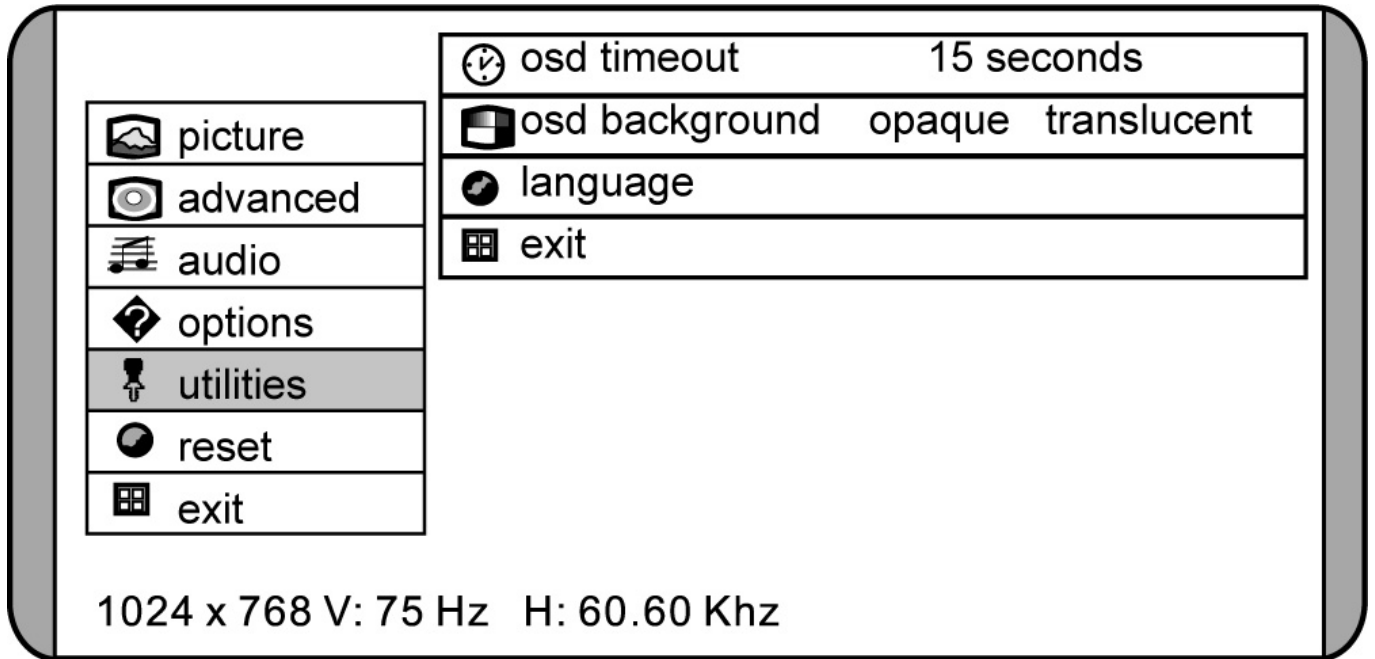 osd timeout 15 seconds
osd background opaque translucent
language
exit
picture
advanced
audio
options
utilities
reset
exit
1024 x 768 V: 75 Hz H: 60.60 Khz